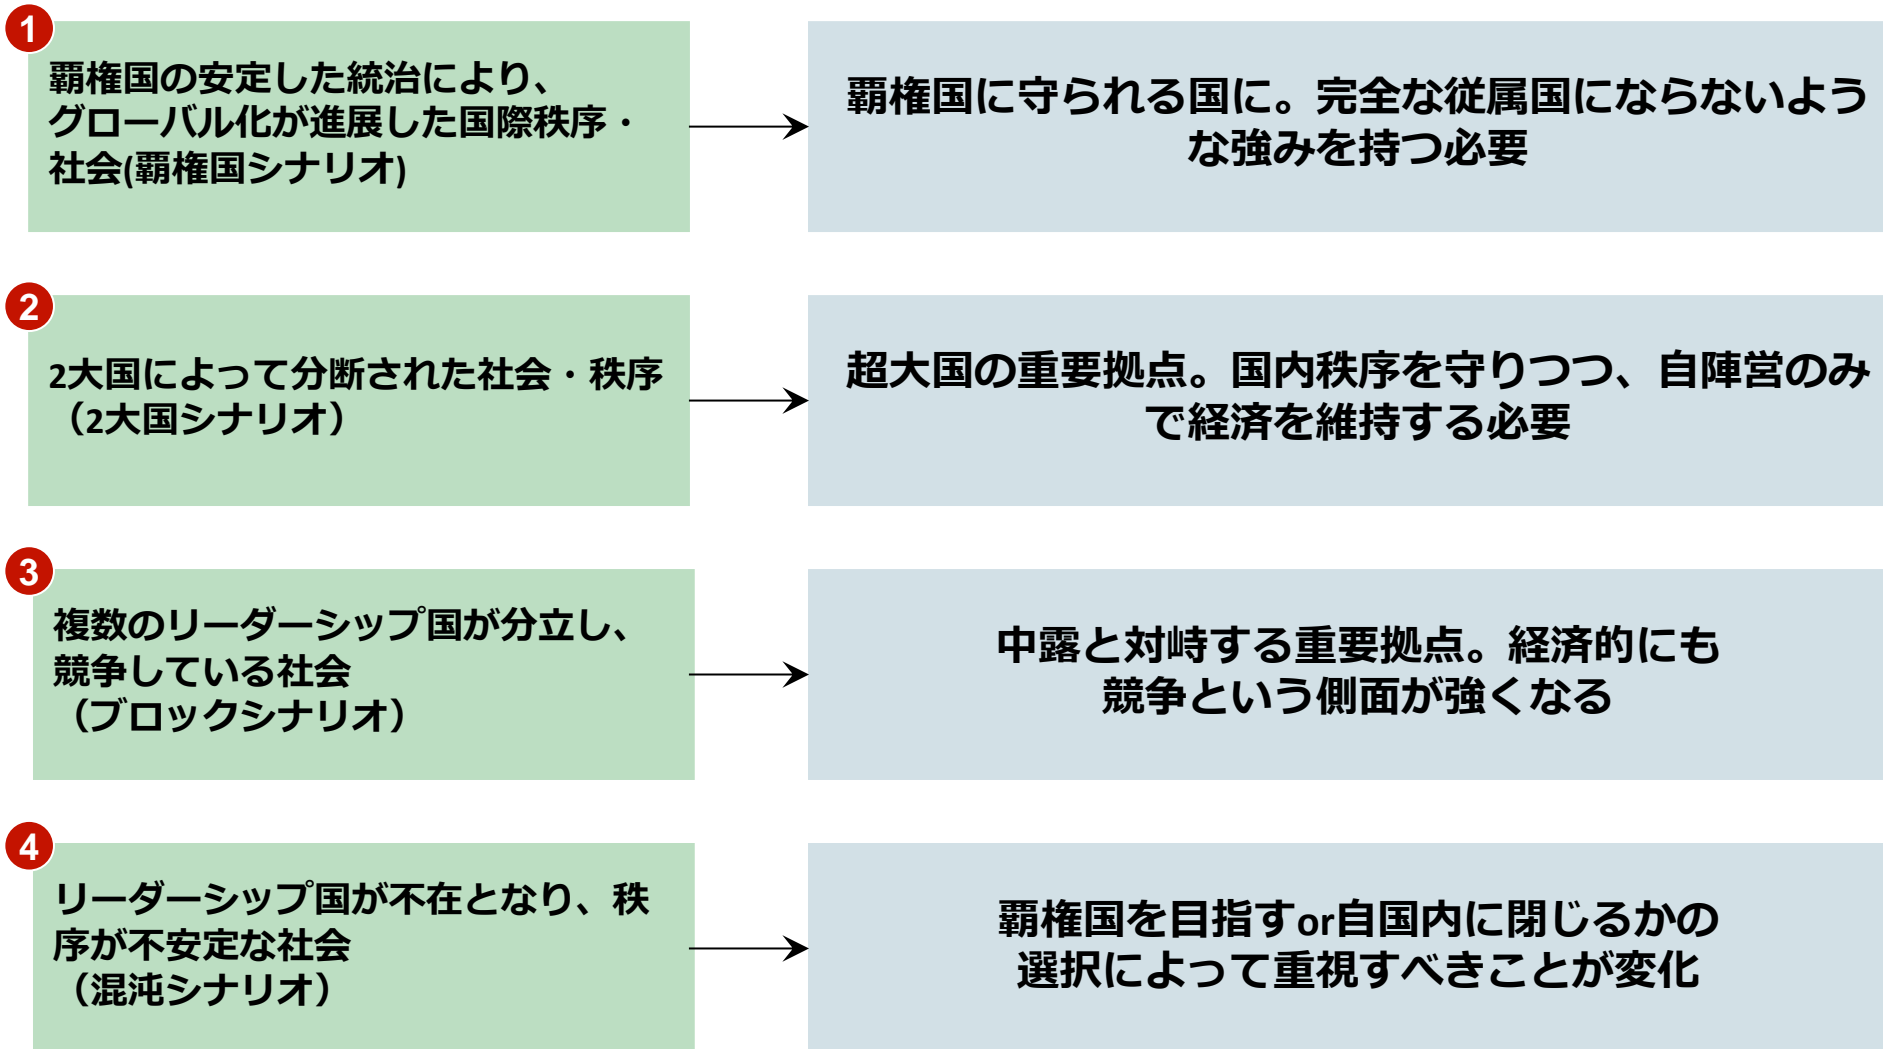 1
覇権国の安定した統治により、
グローバル化が進展した国際秩序・
社会(覇権国シナリオ)
覇権国に守られる国に。完全な従属国にならないよう
な強みを持つ必要
2
2大国によって分断された社会・秩序
（2大国シナリオ）
超大国の重要拠点。国内秩序を守りつつ、自陣営のみ
で経済を維持する必要
3
複数のリーダーシップ国が分立し、
競争している社会
（ブロックシナリオ）
中露と対峙する重要拠点。経済的にも
競争という側面が強くなる
4
リーダーシップ国が不在となり、秩
序が不安定な社会
（混沌シナリオ）
覇権国を目指すor自国内に閉じるかの
選択によって重視すべきことが変化